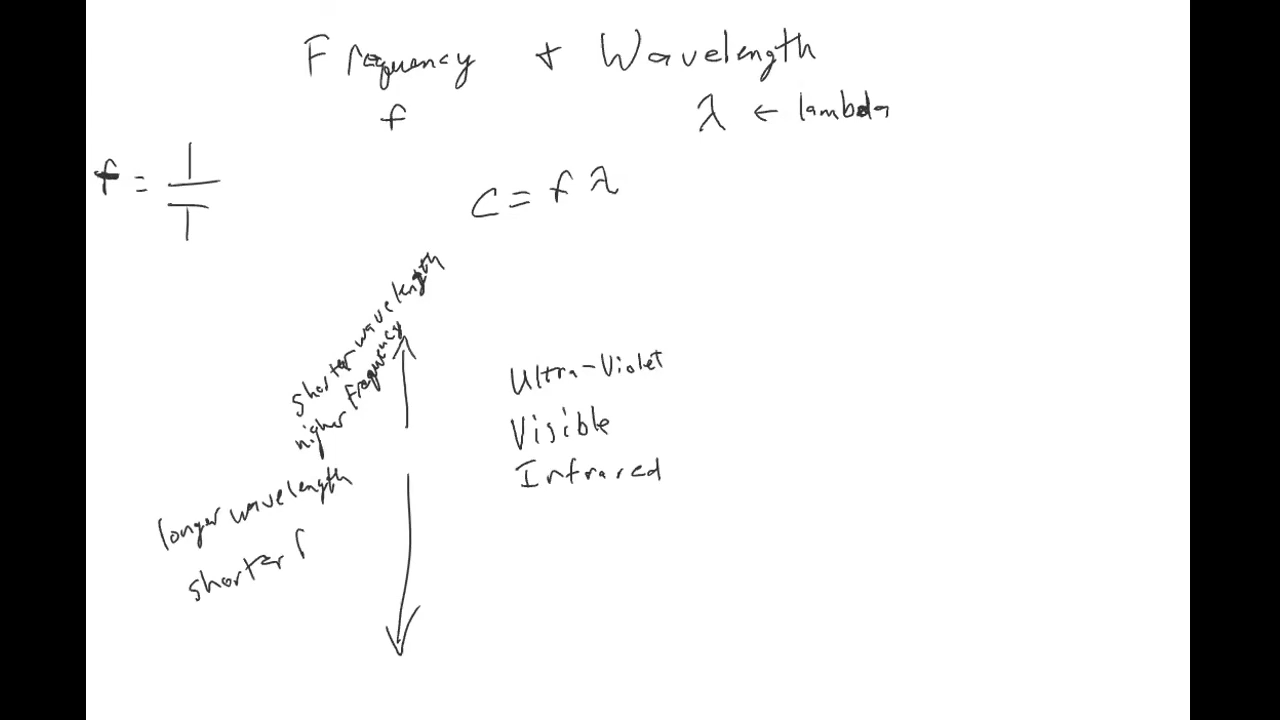 Frequency + Wavelength
f λ ← lambda
f = 1/T
c = f λ
shorter wavelength
higher frequency
Ultra-Violet
Visible
Infrared
longer wavelength
shorter f